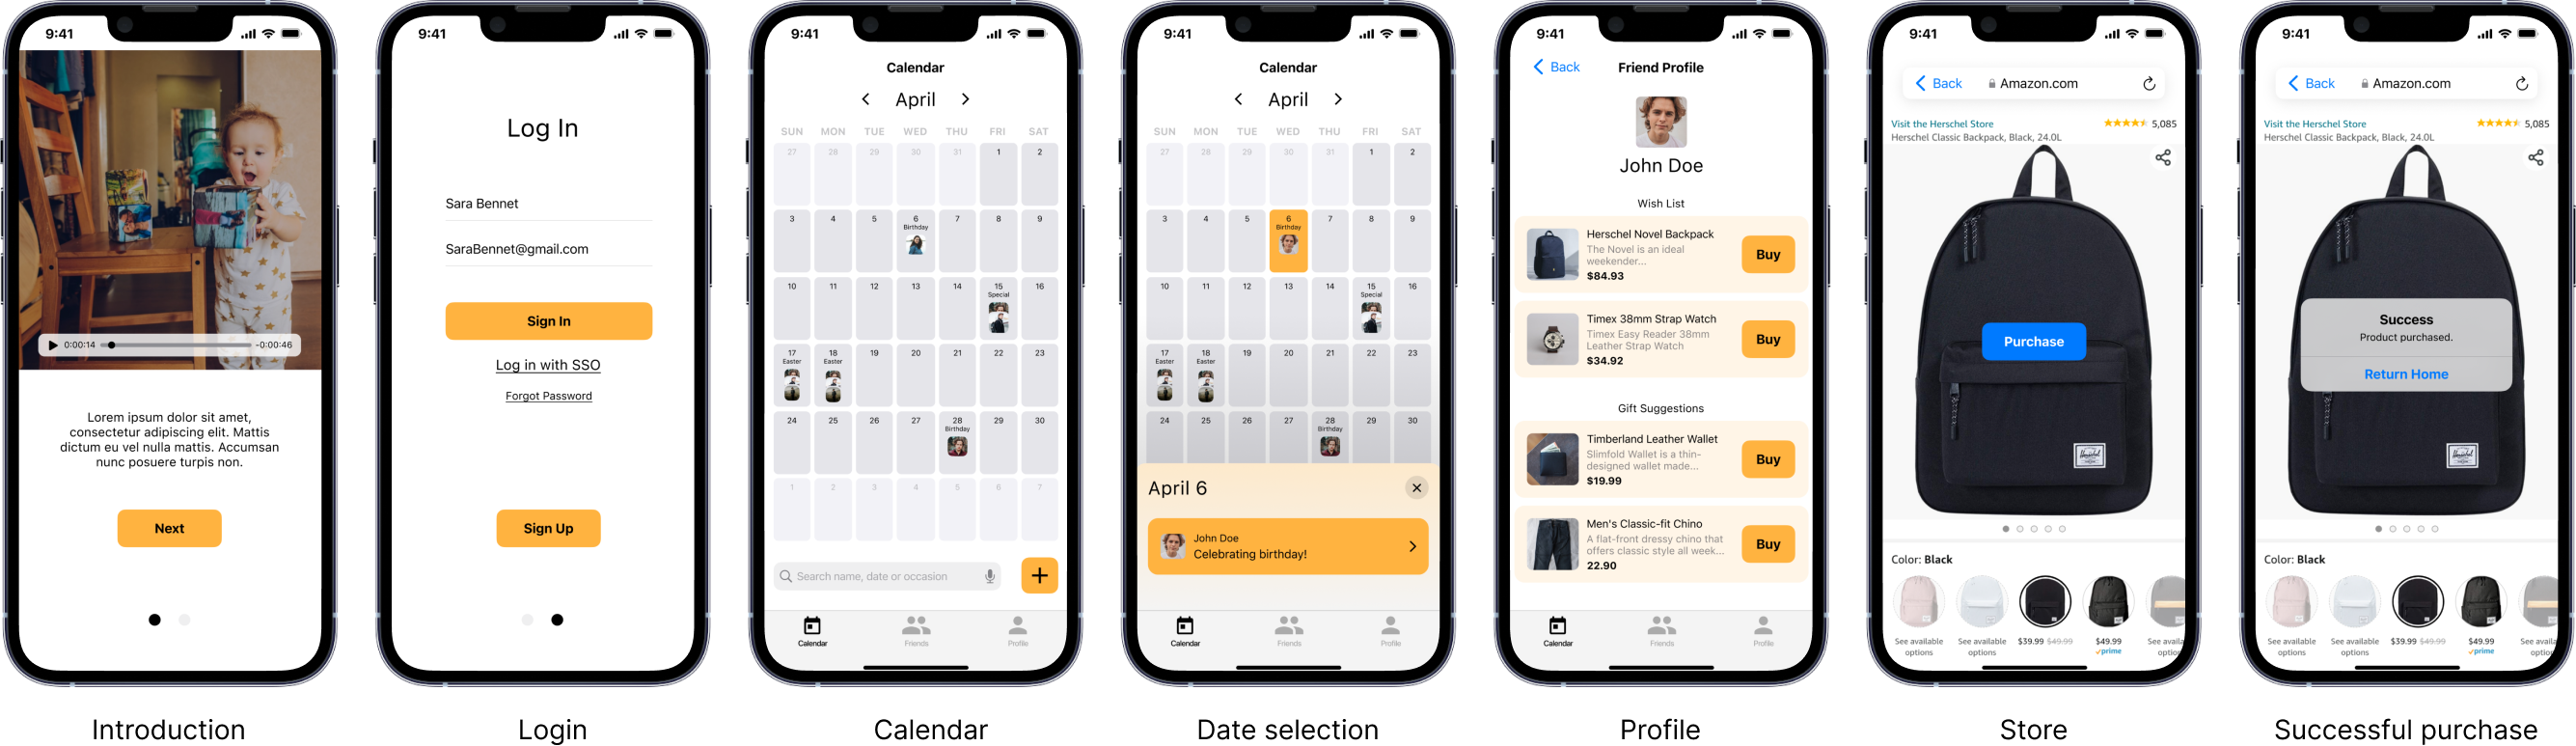 9:41
0:00:14
-0:00:46
Lorem ipsum dolor sit amet,
consectetur adipiscing elit. Mattis
dictum eu vel nulla mattis. Accumsan
nunc posuere turpis non.
Next
Introduction
9:41
Log In
Sara Bennet
SaraBennet@gmail.com
Sign In
Log in with SSO
Forgot Password
Sign Up
Login
9:41
Calendar
April
SUN MON TUE WED THU FRI SAT
27 28 29 30 31 1 2
3 4 5 6 7 8 9
Birthday
10 11 12 13 14 15 16
Special
17 18 19 20 21 22 23
Easter Easter
24 25 26 27 28 29 30
Birthday
1 2 3 4 5 6 7
Search name, date or occasion
+
Calendar Friends Profile
Calendar
9:41
Calendar
April
SUN MON TUE WED THU FRI SAT
27 28 29 30 31 1 2
3 4 5 6 7 8 9
Birthday
10 11 12 13 14 15 16
Special
17 18 19 20 21 22 23
Easter Easter
24 25 26 27 28 29 30
Birthday
April 6
John Doe
Celebrating birthday!
Calendar Friends Profile
Date selection
9:41
Back
Friend Profile
John Doe
Wish List
Herschel Novel Backpack
The Novel is an ideal
weekender...
$84.93
Buy
Timex 38mm Strap Watch
Timex Easy Reader 38mm
Leather Strap Watch
$34.92
Buy
Gift Suggestions
Timberland Leather Wallet
Slimfold Wallet is a thin-
designed wallet made...
$19.99
Buy
Men's Classic-fit Chino
A flat-front dressy chino that
offers classic style all week...
22.90
Buy
Calendar Friends Profile
Profile
9:41
Back
Amazon.com
Visit the Herschel Store
5,085
Herschel Classic Backpack, Black, 24.0L
Purchase
Herschel
Color: Black
See available
options
See available
options
$39.99 $49.99
$49.99
prime
See availa
optio
Store
9:41
Back
Amazon.com
Visit the Herschel Store
5,085
Herschel Classic Backpack, Black, 24.0L
Success
Product purchased.
Return Home
Herschel
Color: Black
See available
options
See available
options
$39.99 $49.99
$49.99
prime
See availa
optio
Successful purchase